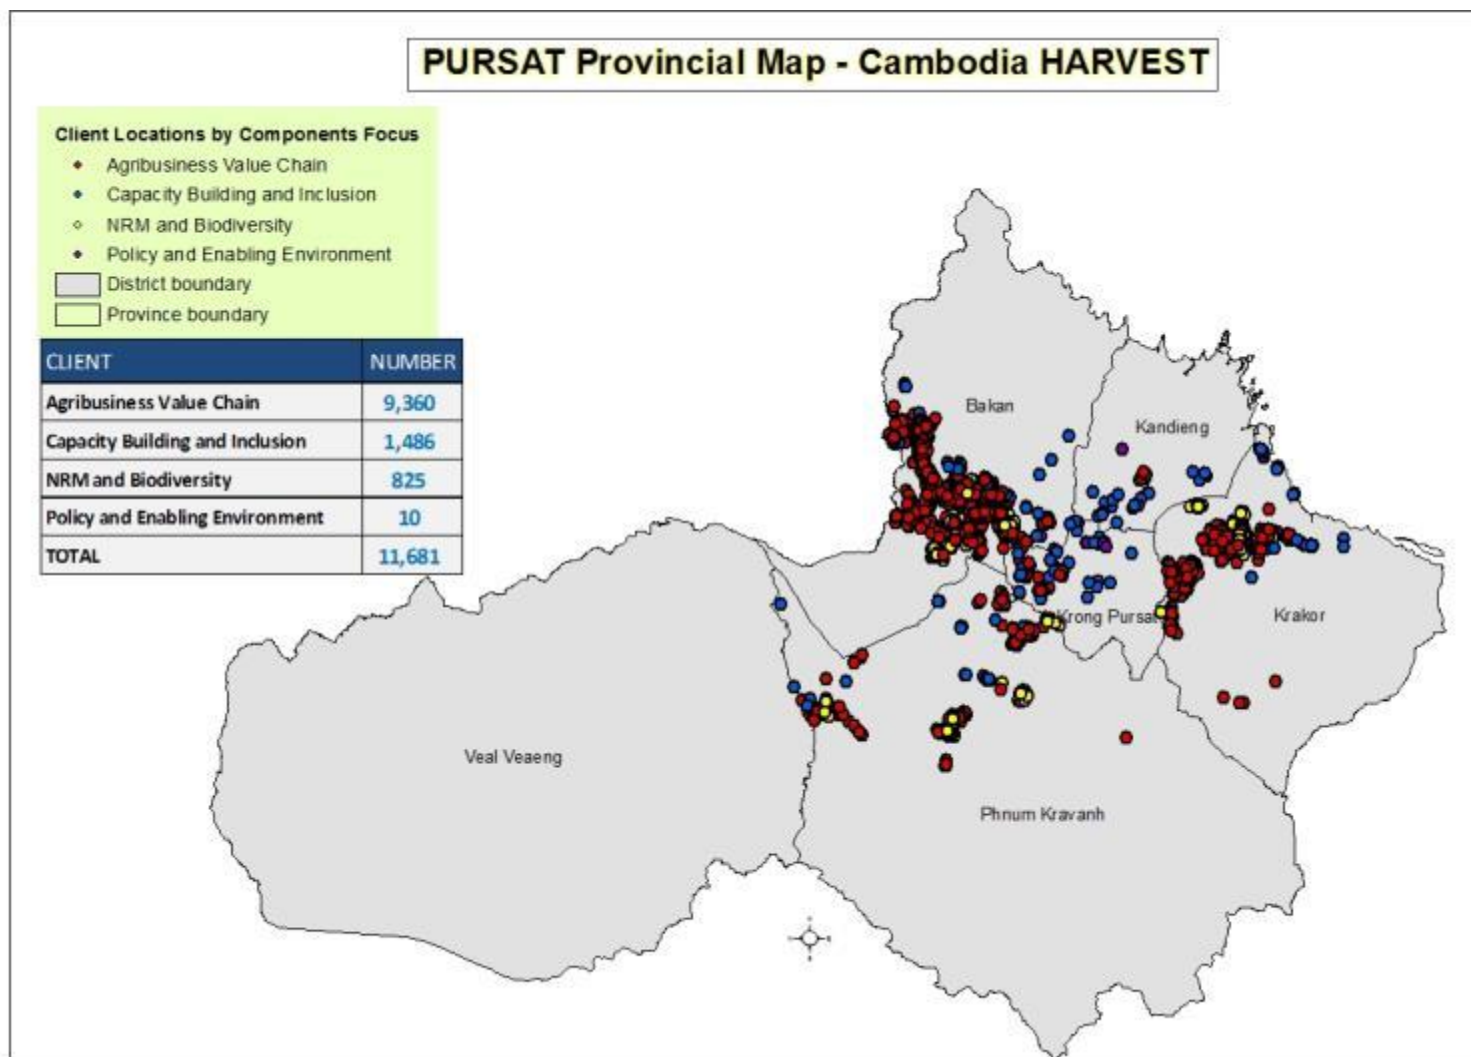 PURSAT Provincial Map - Cambodia HARVEST
Client Locations by Components Focus
Agribusiness Value Chain
Capacity Building and Inclusion
NRM and Biodiversity
Policy and Enabling Environment
District boundary
Province boundary
CLIENT NUMBER
Agribusiness Value Chain 9,360
Capacity Building and Inclusion 1,486
NRM and Biodiversity 825
Policy and Enabling Environment 10
TOTAL 11,681
Bakan
Kandieng
Krong Pursat
Krakor
Veal Veaeng
Phnum Kravanh